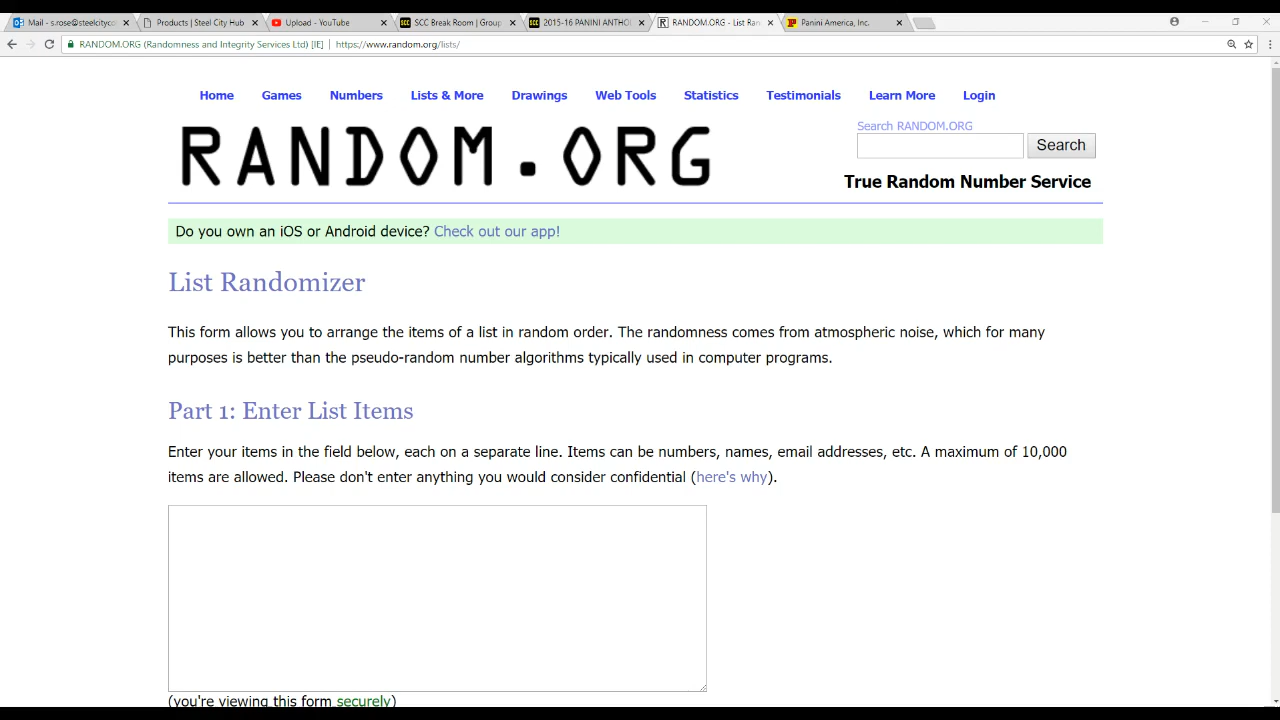 Mail - s.rose@steelcityco
Products | Steel City Hub
Upload - YouTube
SCC Break Room | Group
2015-16 PANINI ANTHO
RANDOM.ORG - List Ran
Panini America, Inc.
RANDOM.ORG (Randomness and Integrity Services Ltd) [IE] https://www.random.org/lists/
Home Games Numbers Lists & More Drawings Web Tools Statistics Testimonials Learn More Login
RANDOM.ORG
Search RANDOM.ORG
Search
True Random Number Service
Do you own an iOS or Android device? Check out our app!
List Randomizer
This form allows you to arrange the items of a list in random order. The randomness comes from atmospheric noise, which for many
purposes is better than the pseudo-random number algorithms typically used in computer programs.
Part 1: Enter List Items
Enter your items in the field below, each on a separate line. Items can be numbers, names, email addresses, etc. A maximum of 10,000
items are allowed. Please don't enter anything you would consider confidential (here's why).
(you're viewing this form securely)